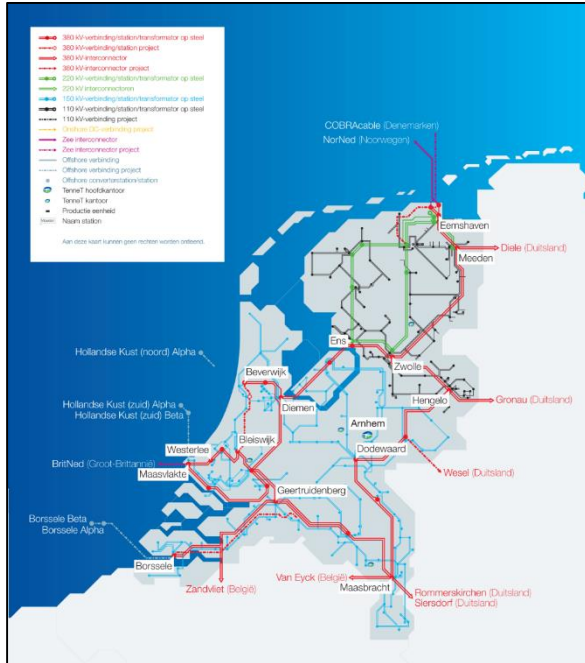 380 kV-verbinding/station/transformator op steel
380 kV-verbinding/station project
380 kV-interconnector
380 kV-interconnector project
220 kV-verbinding/station/transformator op steel
220 kV interconnectoren
150 kV-verbinding/station/transformator op steel
110 kV-verbinding/station/transformator op steel
110 kV-verbinding project
Onshore DC-verbinding project
Zee interconnector
Zee interconnector project
Offshore verbinding
Offshore verbinding project
Offshore converterstation/station
TenneT hoofdkantoor
TenneT kantoor
Productie eenheid
Naam station
Aan deze kaart kunnen geen rechten worden ontleend.
COBRAcable (Denemarken)
NorNed (Noorwegen)
Eemshaven
Meeden
Diele (Duitsland)
Ens
Zwolle
Hollandse Kust (noord) Alpha
Beverwijk
Hengelo
Gronau (Duitsland)
Diemen
Hollandse Kust (zuid) Alpha
Hollandse Kust (zuid) Beta
Arnhem
Bleiswijk
Westerlee
Dodewaard
BritNed (Groot-Brittannië)
Maasvlakte
Wesel (Duitsland)
Geertruidenberg
Borssele Beta
Borssele Alpha
Borssele
Zandvliet (België)
Van Eyck (België)
Maasbracht
Rommerskirchen (Duitsland)
Siersdorf (Duitsland)